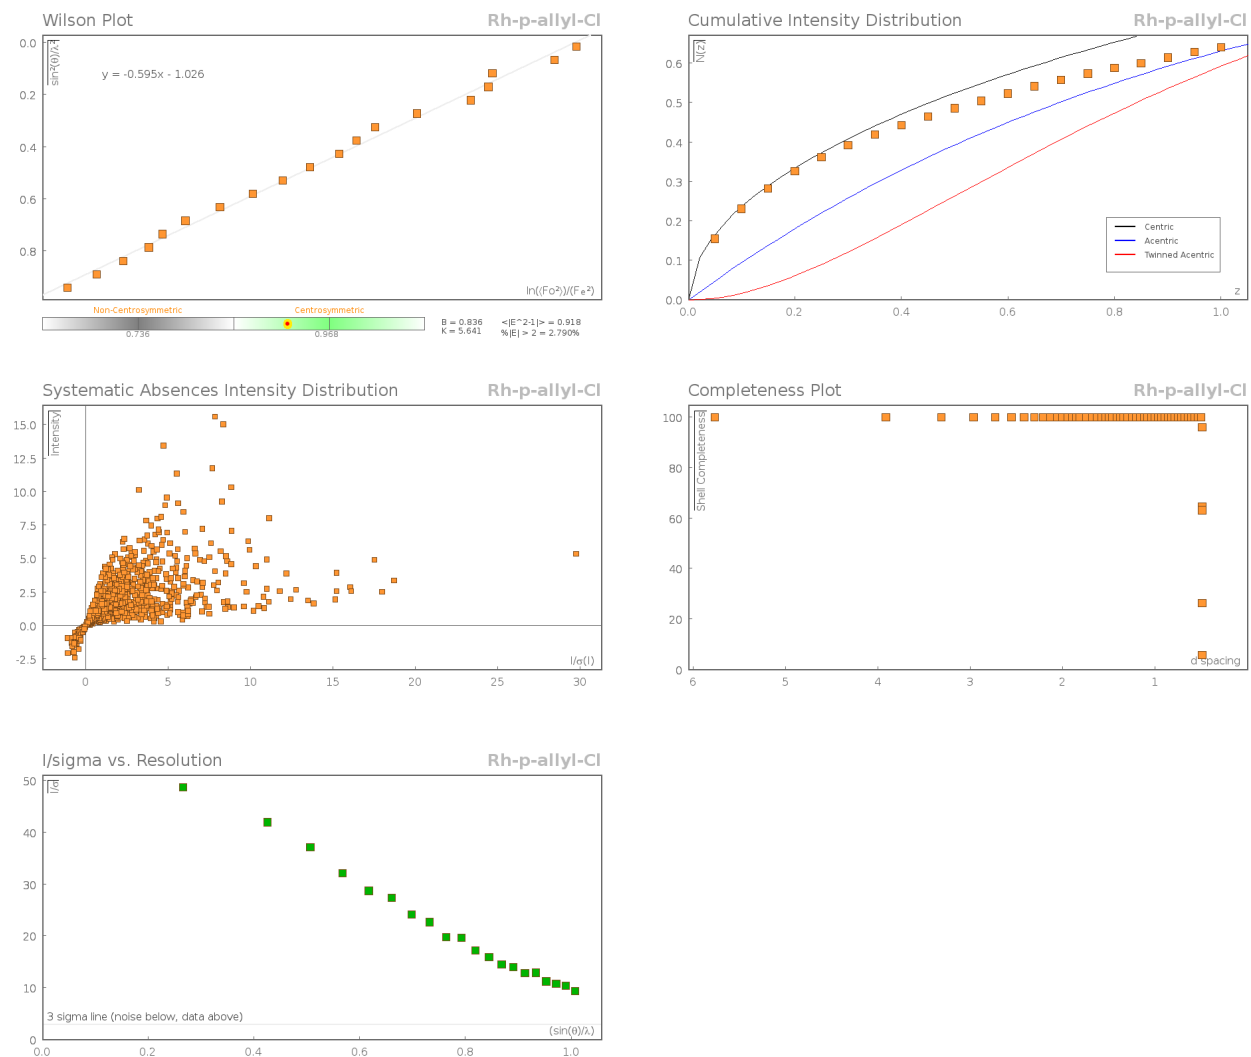 Wilson Plot Rh-p-allyl-Cl
sin²(θ)/λ²
y = -0.595x - 1.026
0.0
0.2
0.4
0.6
0.8
ln(⟨Fo²⟩)/(Fₑ²)
Non-Centrosymmetric Centrosymmetric
0.736 0.968
B = 0.836 <|E^2-1|> = 0.918
K = 5.641 %|E| > 2 = 2.790%
Cumulative Intensity Distribution Rh-p-allyl-Cl
N(z)
0.6
0.5
0.4
0.3
0.2
0.1
0.0
Centric
Acentric
Twinned Acentric
z
0.0 0.2 0.4 0.6 0.8 1.0
Systematic Absences Intensity Distribution Rh-p-allyl-Cl
Intensity
15.0
12.5
10.0
7.5
5.0
2.5
0.0
-2.5
I/σ(I)
0 5 10 15 20 25 30
Completeness Plot Rh-p-allyl-Cl
Shell Completeness
100
80
60
40
20
0
d spacing
6 5 4 3 2 1
I/sigma vs. Resolution Rh-p-allyl-Cl
I/σ
50
40
30
20
10
0
3 sigma line (noise below, data above)
(sin(θ)/λ)
0.0 0.2 0.4 0.6 0.8 1.0